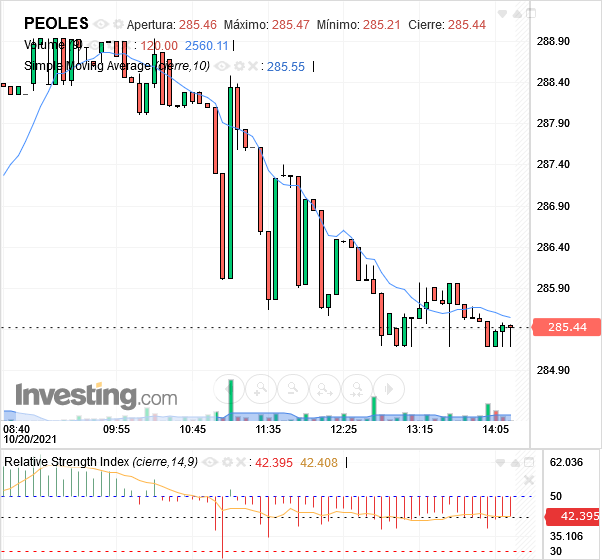 PEOLES Apertura: 285.46 Máximo: 285.47 Mínimo: 285.21 Cierre: 285.44
Volume (9) : 120.00 2560.11
Simple Moving Average (cierre,10) : 285.55
288.90
288.40
287.90
287.40
286.90
286.40
285.90
285.44
284.90
Investing.com
08:40 09:55 10:45 11:35 12:25 13:15 14:05
10/20/2021
Relative Strength Index (cierre,14,9) : 42.395 42.408
62.036
50
42.395
35.106
30